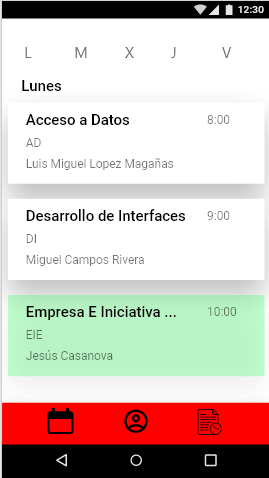 12:30
L M X J V
Lunes
Acceso a Datos 8:00
AD
Luis Miguel Lopez Magañas
Desarrollo de Interfaces 9:00
DI
Miguel Campos Rivera
Empresa E Iniciativa ... 10:00
EIE
Jesús Casanova